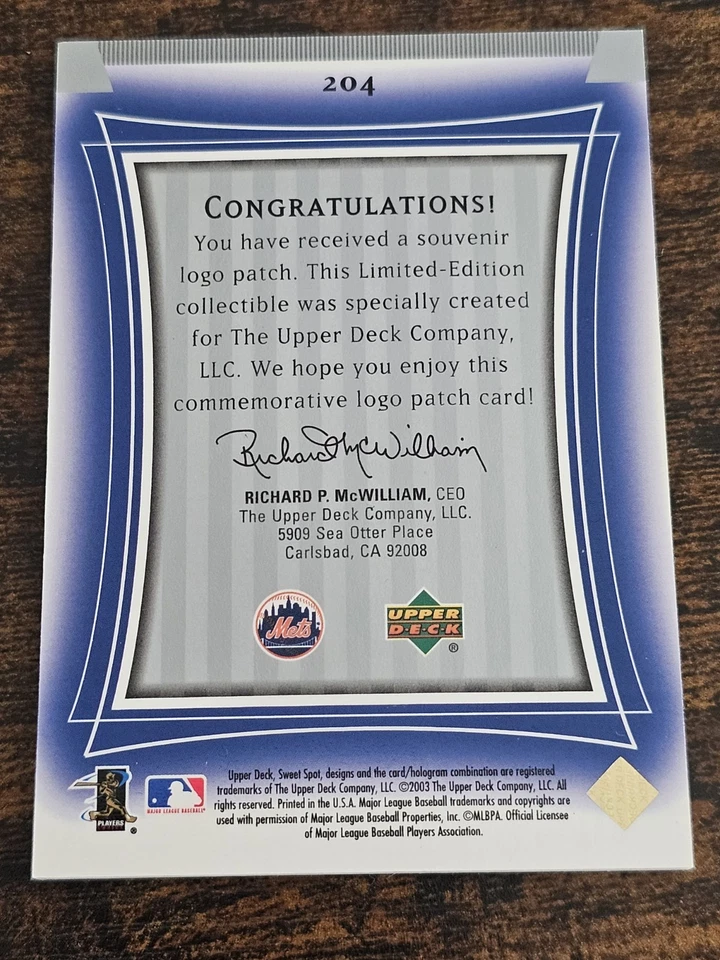 204
CONGRATULATIONS!
You have received a souvenir
logo patch. This Limited-Edition
collectible was specially created
for The Upper Deck Company,
LLC. We hope you enjoy this
commemorative logo patch card!
Richard McWilliam
RICHARD P. McWILLIAM, CEO
The Upper Deck Company, LLC.
5909 Sea Otter Place
Carlsbad, CA 92008
Mets
UPPER
D·E·C·K
®
Upper Deck, Sweet Spot, designs and the card/hologram combination are registered
trademarks of The Upper Deck Company, LLC. ©2003 The Upper Deck Company, LLC. All
rights reserved. Printed in the U.S.A. Major League Baseball trademarks and copyrights are
used with permission of Major League Baseball Properties, Inc. ©MLBPA. Official Licensee
of Major League Baseball Players Association.
PLAYERS
®
MAJOR LEAGUE BASEBALL